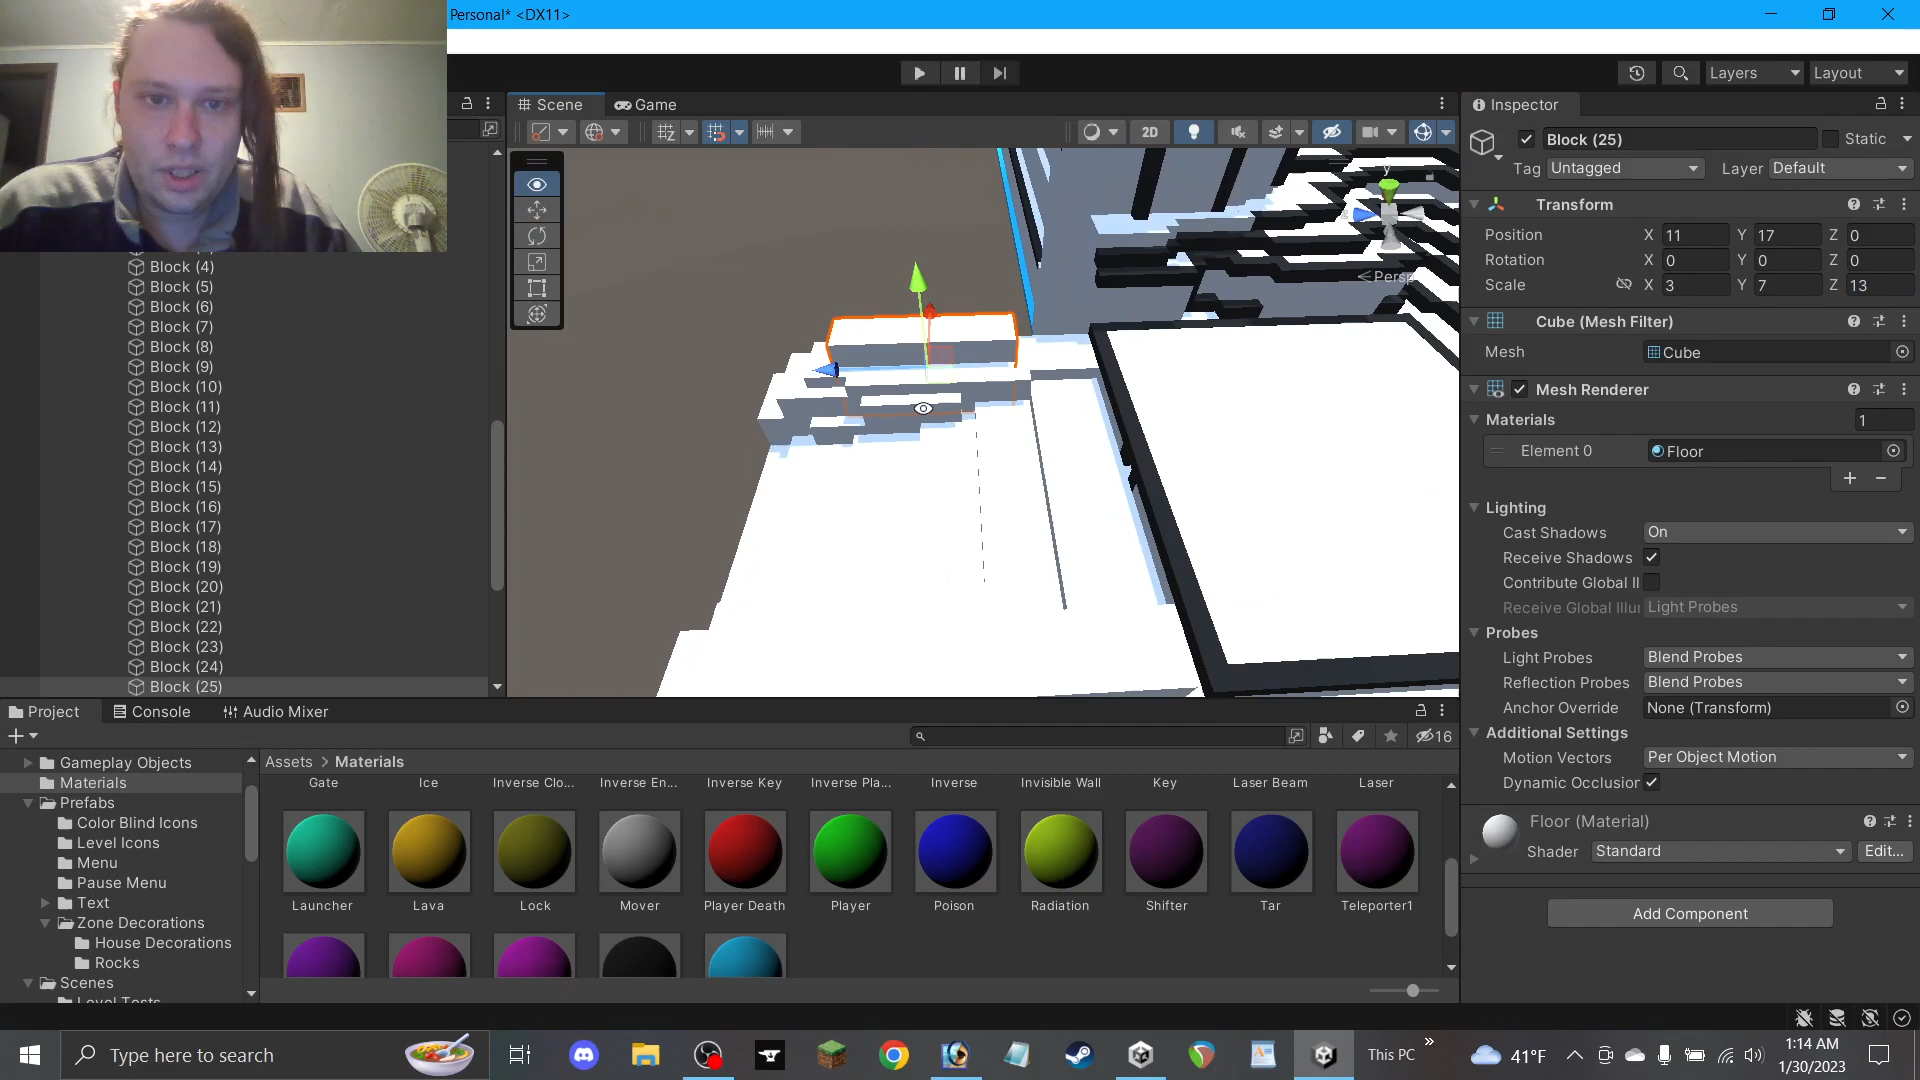 Personal* <DX11>
Layers
Layout
Scene
Game
Inspector
2D
Block (25)
Static
Tag Untagged
Layer Default
Transform
Position X 11 Y 17 Z 0
Rotation X 0 Y 0 Z 0
Scale X 3 Y 7 Z 13
y
Persp
Cube (Mesh Filter)
Mesh Cube
Mesh Renderer
Materials 1
Element 0 Floor
Lighting
Cast Shadows On
Receive Shadows
Contribute Global Il
Receive Global Illu Light Probes
Probes
Light Probes Blend Probes
Reflection Probes Blend Probes
Anchor Override None (Transform)
Additional Settings
Motion Vectors Per Object Motion
Dynamic Occlusion
Floor (Material)
Shader Standard Edit...
Add Component
Block (4)
Block (5)
Block (6)
Block (7)
Block (8)
Block (9)
Block (10)
Block (11)
Block (12)
Block (13)
Block (14)
Block (15)
Block (16)
Block (17)
Block (18)
Block (19)
Block (20)
Block (21)
Block (22)
Block (23)
Block (24)
Block (25)
Project
Console
Audio Mixer
16
Gameplay Objects
Materials
Prefabs
Color Blind Icons
Level Icons
Menu
Pause Menu
Text
Zone Decorations
House Decorations
Rocks
Scenes
Level Tests
Assets > Materials
Gate
Ice
Inverse Clo...
Inverse En...
Inverse Key
Inverse Pla...
Inverse
Invisible Wall
Key
Laser Beam
Laser
Launcher
Lava
Lock
Mover
Player Death
Player
Poison
Radiation
Shifter
Tar
Teleporter1
Type here to search
This PC
41°F
1:14 AM
1/30/2023